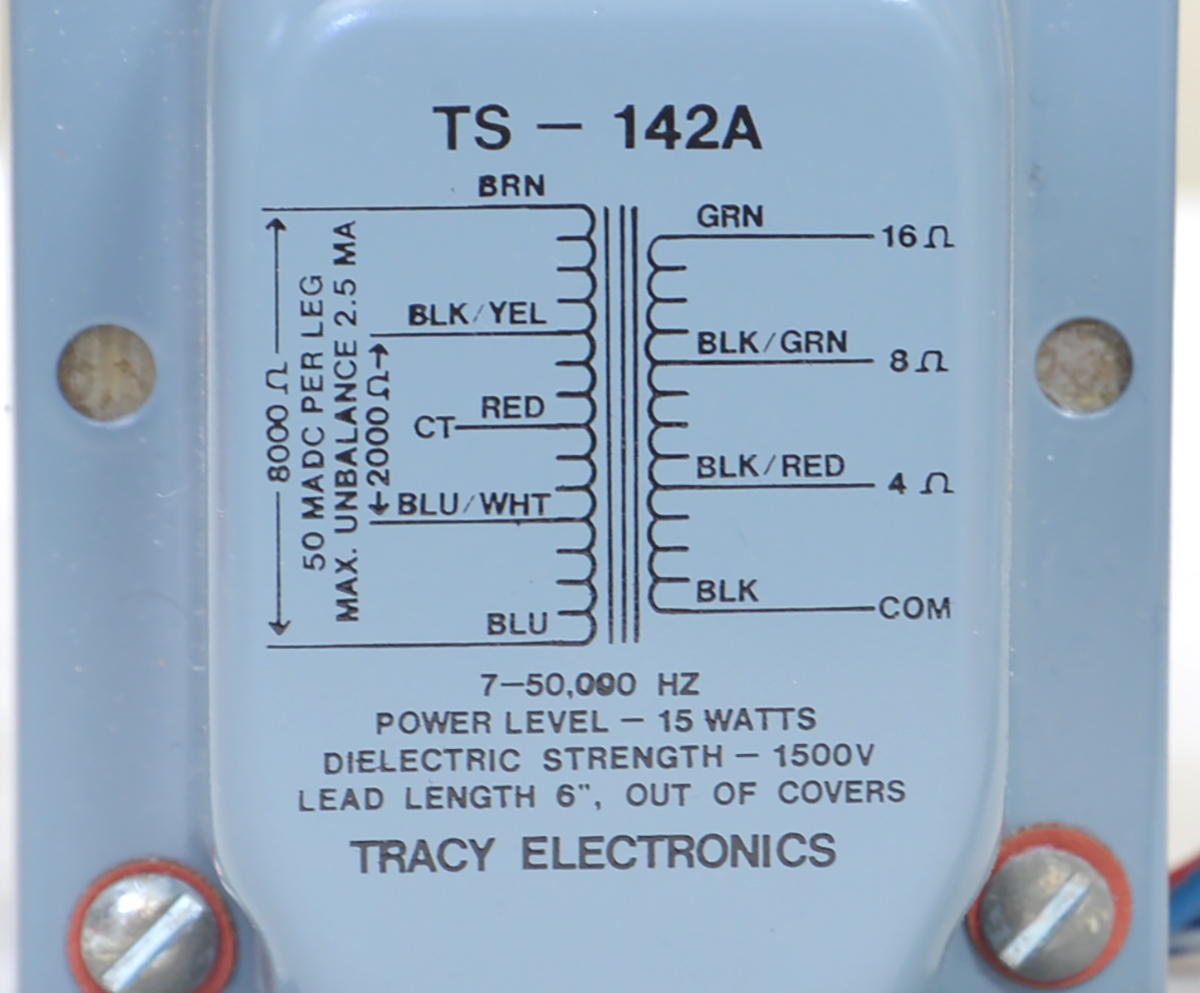 TS – 142A
BRN
GRN
16 Ω
8000 Ω
50 MADC PER LEG
MAX. UNBALANCE 2.5 MA
BLK/YEL
2000 Ω
BLK/GRN
8 Ω
RED
CT
BLK/RED
4 Ω
BLU/WHT
BLK
COM
BLU
7–50,000 HZ
POWER LEVEL – 15 WATTS
DIELECTRIC STRENGTH – 1500V
LEAD LENGTH 6", OUT OF COVERS
TRACY ELECTRONICS